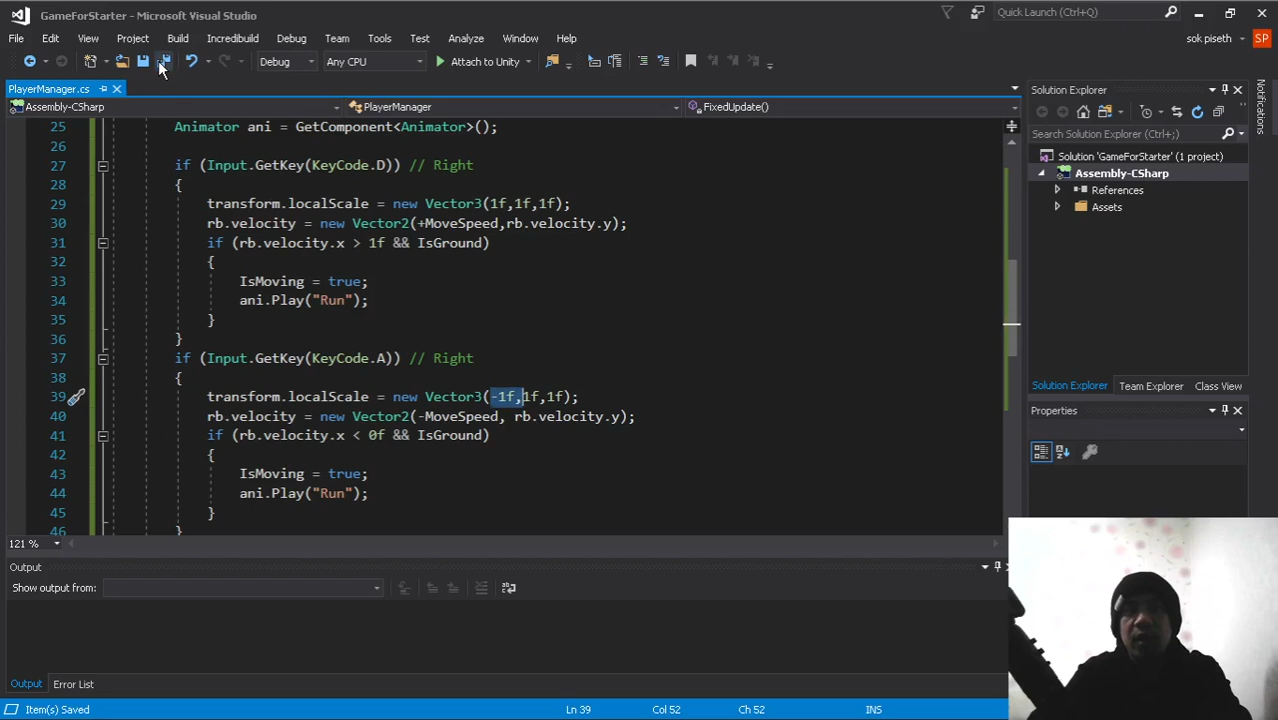 GameForStarter - Microsoft Visual Studio
Quick Launch (Ctrl+Q)
File Edit View Project Build Incredibuild Debug Team Tools Test Analyze Window Help
sok piseth SP
Debug Any CPU Attach to Unity
PlayerManager.cs
Assembly-CSharp PlayerManager FixedUpdate()
25 Animator ani = GetComponent<Animator>();
26
27 if (Input.GetKey(KeyCode.D)) // Right
28 {
29 transform.localScale = new Vector3(1f,1f,1f);
30 rb.velocity = new Vector2(+MoveSpeed,rb.velocity.y);
31 if (rb.velocity.x > 1f && IsGround)
32 {
33 IsMoving = true;
34 ani.Play("Run");
35 }
36 }
37 if (Input.GetKey(KeyCode.A)) // Right
38 {
39 transform.localScale = new Vector3(-1f,1f,1f);
40 rb.velocity = new Vector2(-MoveSpeed, rb.velocity.y);
41 if (rb.velocity.x < 0f && IsGround)
42 {
43 IsMoving = true;
44 ani.Play("Run");
45 }
46 }
121 %
Solution Explorer
Search Solution Explorer (Ctrl+;)
Solution 'GameForStarter' (1 project)
Assembly-CSharp
References
Assets
Solution Explorer Team Explorer Class View
Properties
Notifications
Output
Show output from:
Output Error List
Item(s) Saved Ln 39 Col 52 Ch 52 INS